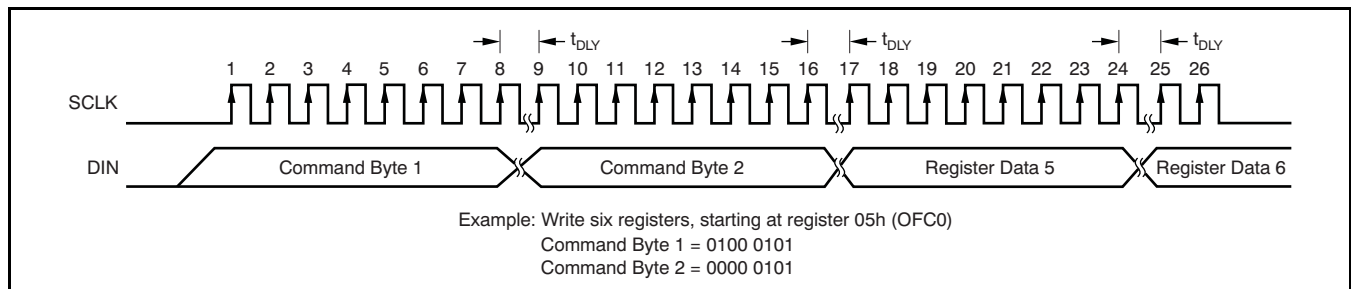 t_DLY t_DLY t_DLY
1 2 3 4 5 6 7 8 9 10 11 12 13 14 15 16 17 18 19 20 21 22 23 24 25 26
SCLK
DIN Command Byte 1 Command Byte 2 Register Data 5 Register Data 6
Example: Write six registers, starting at register 05h (OFC0)
Command Byte 1 = 0100 0101
Command Byte 2 = 0000 0101